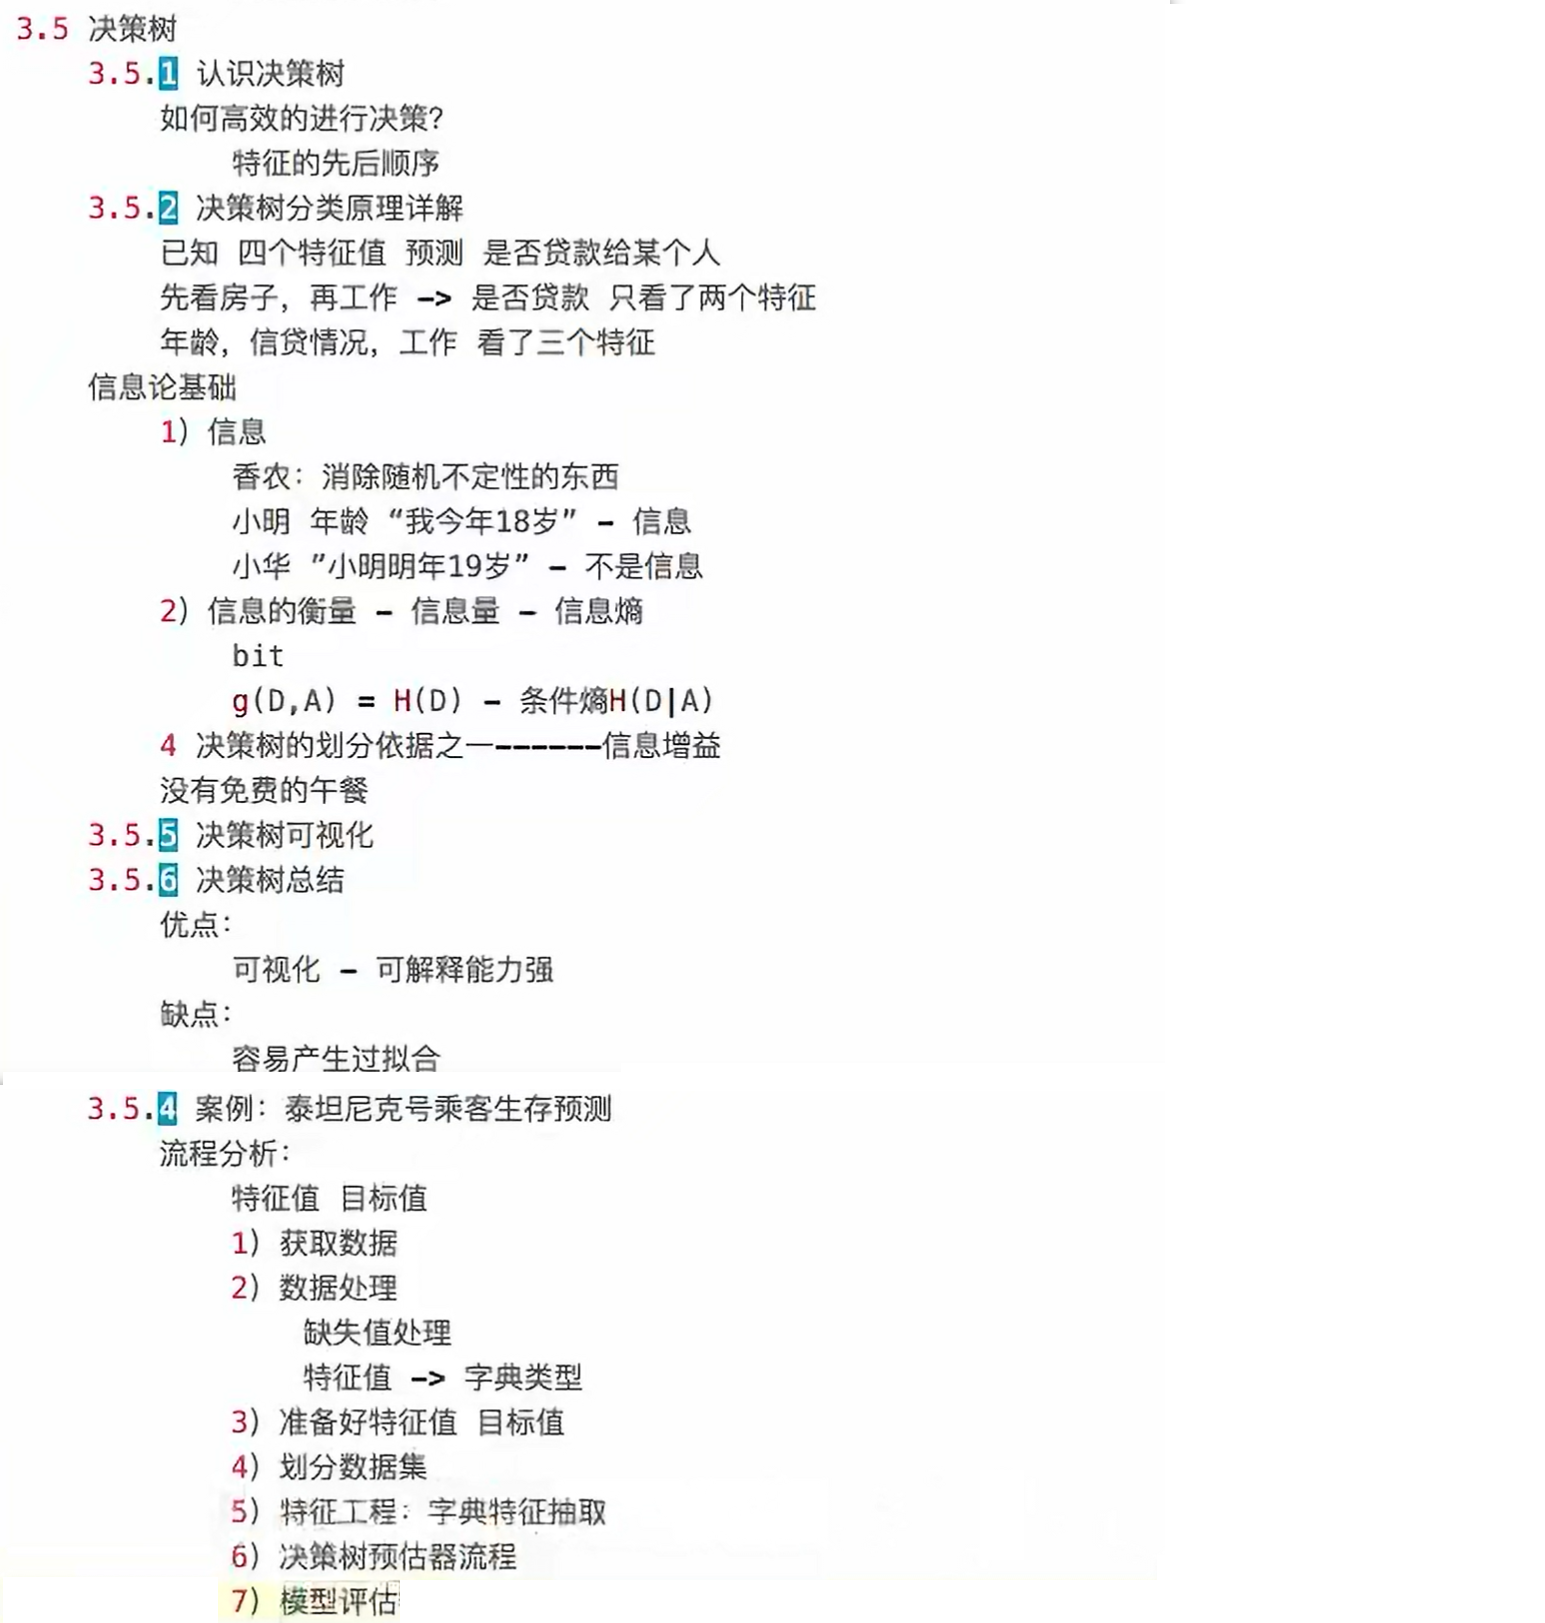 3.5 决策树
3.5.1 认识决策树
如何高效的进行决策?
特征的先后顺序
3.5.2 决策树分类原理详解
已知 四个特征值 预测 是否贷款给某个人
先看房子, 再工作 -> 是否贷款 只看了两个特征
年龄, 信贷情况, 工作 看了三个特征
信息论基础
1) 信息
香农: 消除随机不定性的东西
小明 年龄 “我今年18岁” - 信息
小华 ”小明明年19岁” - 不是信息
2) 信息的衡量 - 信息量 - 信息熵
bit
g(D,A) = H(D) - 条件熵H(D|A)
4 决策树的划分依据之一------信息增益
没有免费的午餐
3.5.5 决策树可视化
3.5.6 决策树总结
优点:
可视化 - 可解释能力强
缺点:
容易产生过拟合
3.5.4 案例: 泰坦尼克号乘客生存预测
流程分析:
特征值 目标值
1) 获取数据
2) 数据处理
缺失值处理
特征值 -> 字典类型
3) 准备好特征值 目标值
4) 划分数据集
5) 特征工程: 字典特征抽取
6) 决策树预估器流程
7) 模型评估